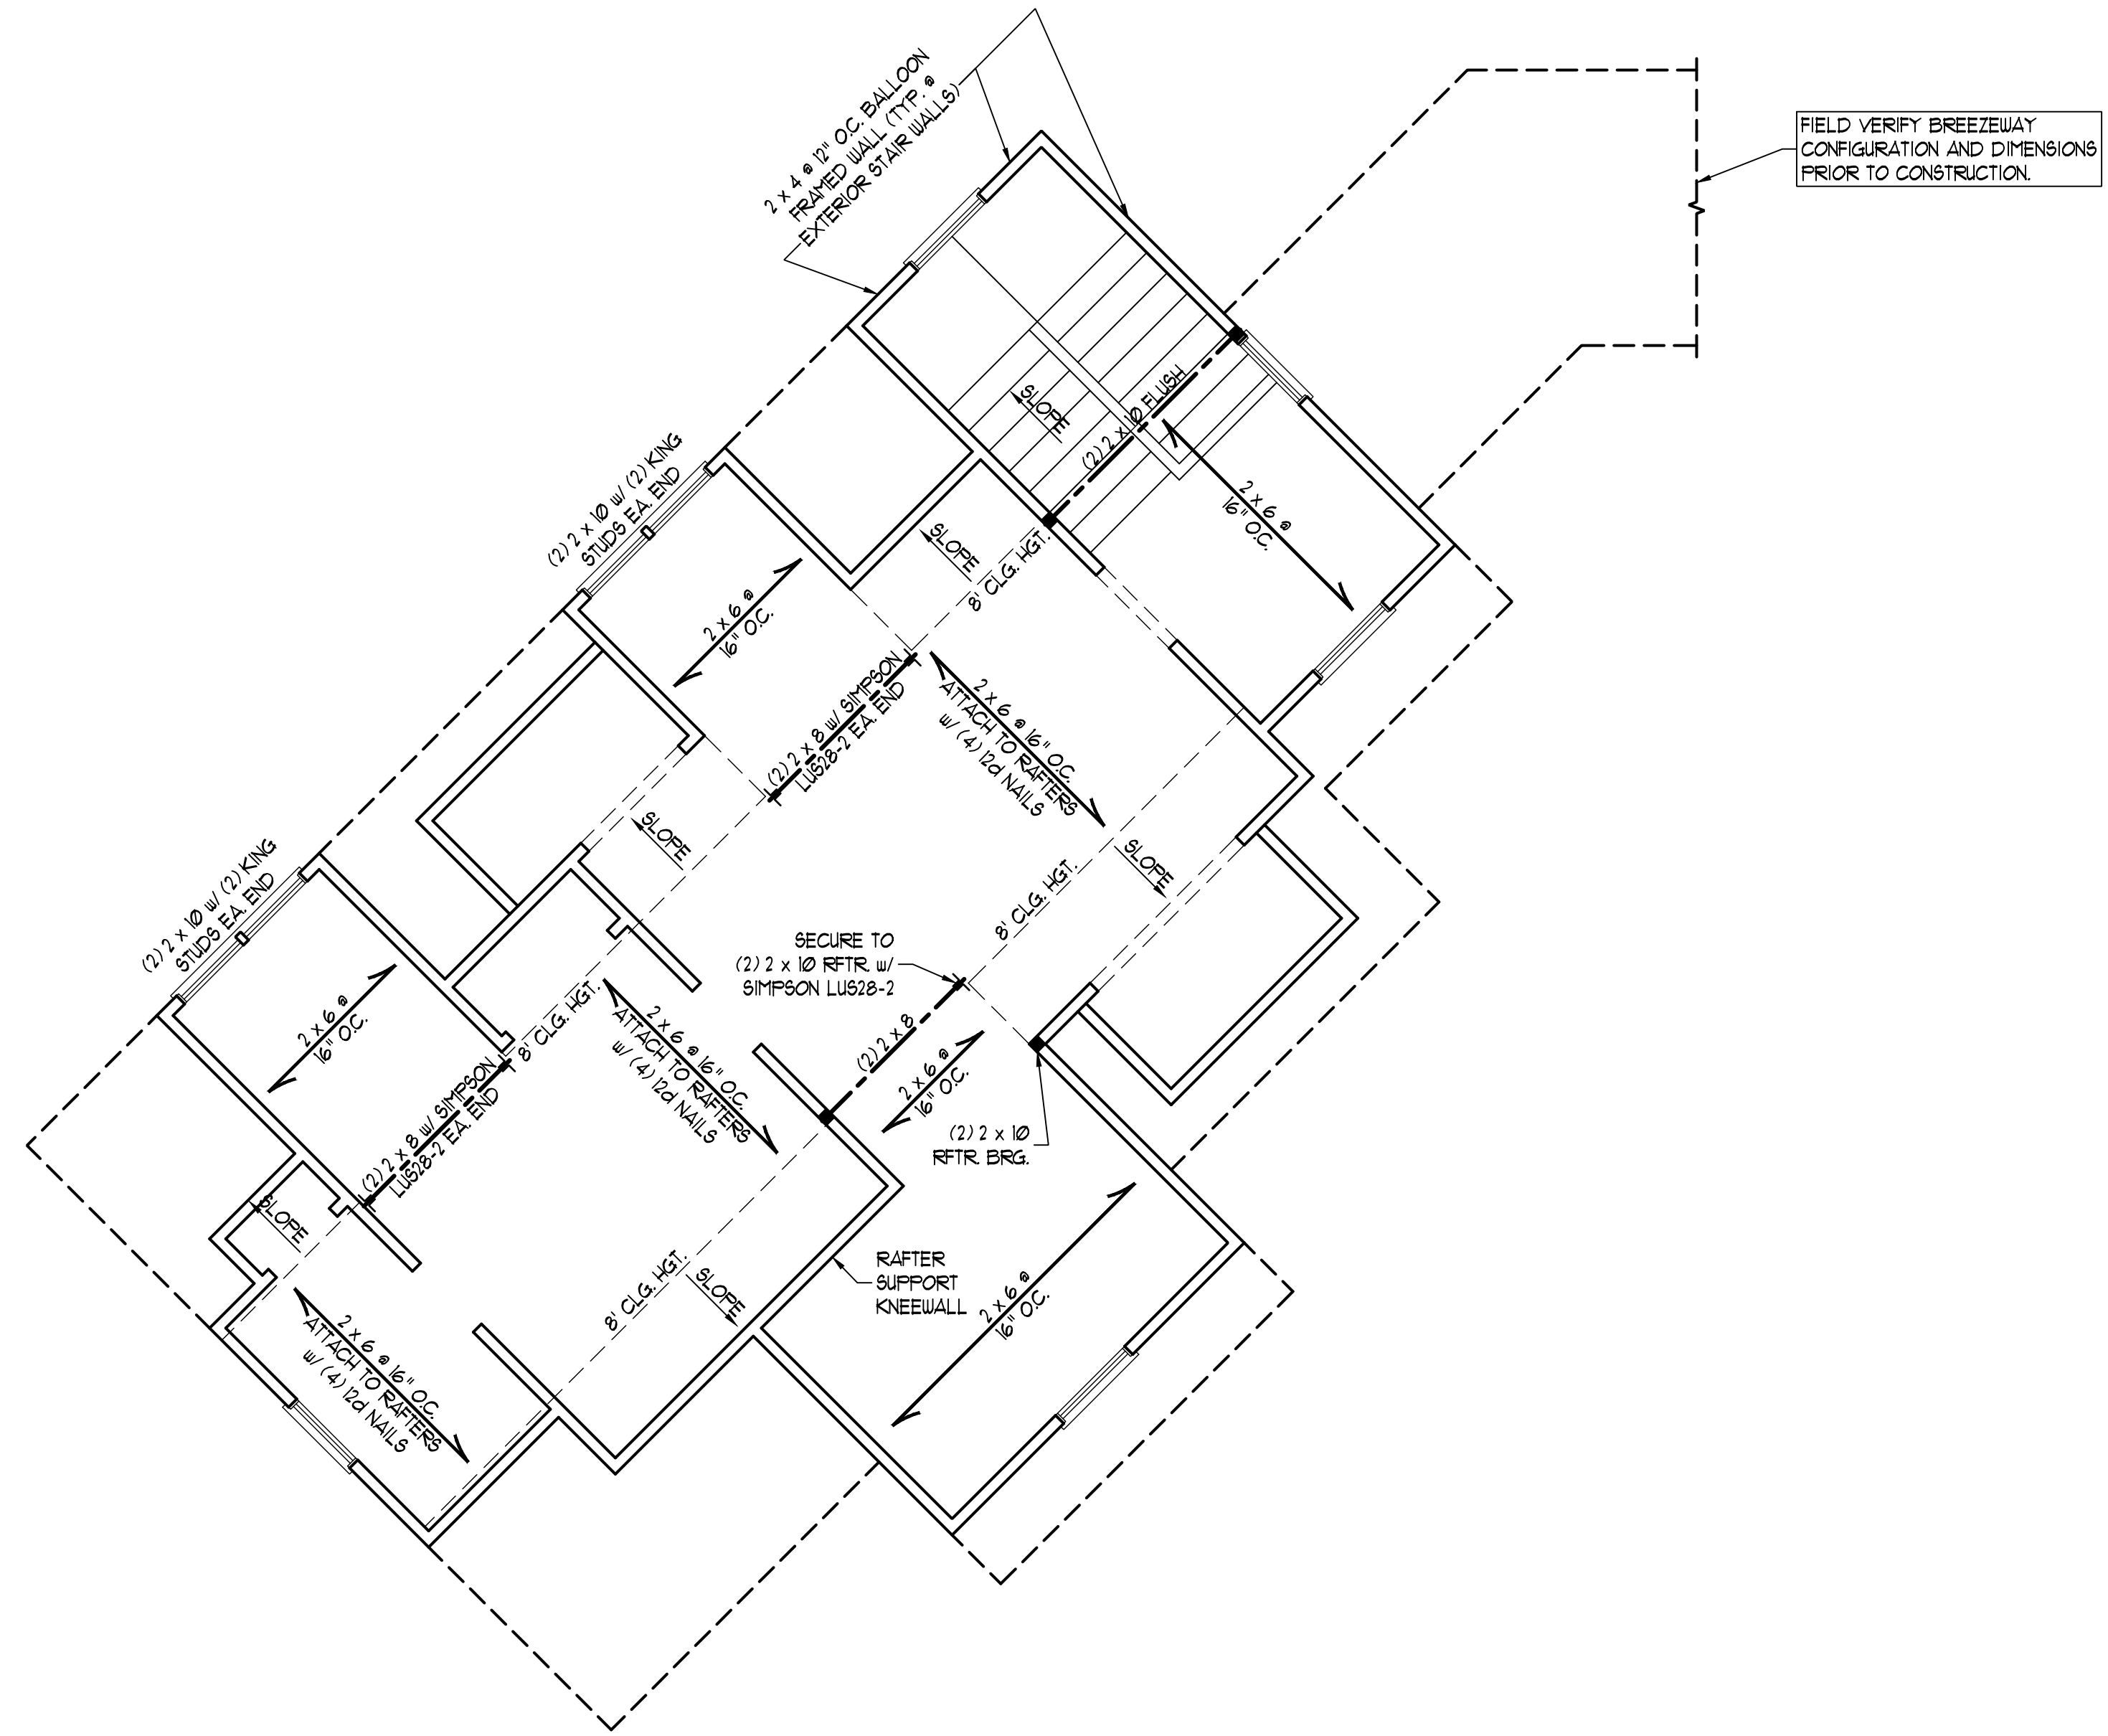 2 x 4 @ 12" O.C. BALLOON
FRAMED WALL (TYP. @
EXTERIOR STAIR WALLS)
FIELD VERIFY BREEZEWAY
CONFIGURATION AND DIMENSIONS
PRIOR TO CONSTRUCTION.
SLOPE
(2) 2 x 10 FLUSH
2 x 6 @
16" O.C.
(2) 2 x 10 w/ (2) KING
STUDS EA. END
SLOPE
8' CLG. HGT.
2 x 6 @
16" O.C.
(2) 2 x 8 w/ SIMPSON
LUS28-2 EA. END
2 x 6 @ 16" O.C.
ATTACH TO RAFTERS
w/ (4) 12d NAILS
SLOPE
SLOPE
8' CLG. HGT.
(2) 2 x 10 w/ (2) KING
STUDS EA. END
SECURE TO
(2) 2 x 10 RFTR. w/
SIMPSON LUS28-2
2 x 6 @
16" O.C.
8' CLG. HGT.
2 x 6 @ 16" O.C.
ATTACH TO RAFTERS
w/ (4) 12d NAILS
(2) 2 x 8
2 x 6 @
16" O.C.
(2) 2 x 10
RFTR. BRG.
(2) 2 x 8 w/ SIMPSON
LUS28-2 EA. END
SLOPE
RAFTER
SUPPORT
KNEEWALL
8' CLG. HGT.
SLOPE
2 x 6 @
16" O.C.
2 x 6 @ 16" O.C.
ATTACH TO RAFTERS
w/ (4) 12d NAILS